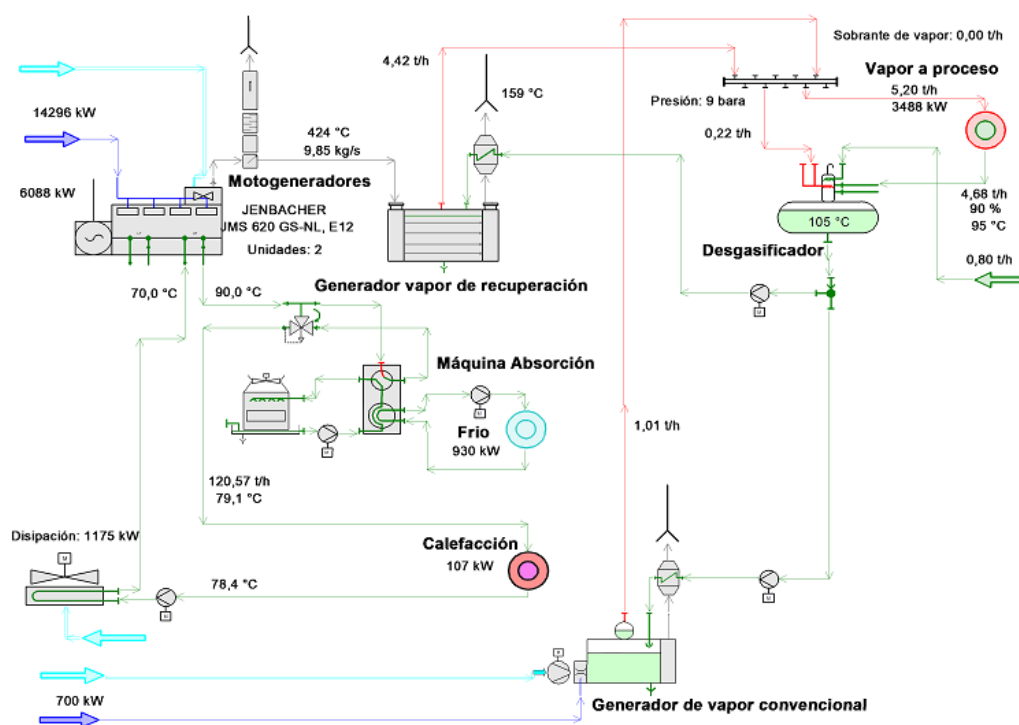 Sobrante de vapor: 0,00 t/h
4,42 t/h
Vapor a proceso
159 °C
5,20 t/h
3488 kW
14296 kW
Presión: 9 bara
424 °C
9,85 kg/s
0,22 t/h
Motogeneradores
6088 kW
JENBACHER
JMS 620 GS-NL, E12
Unidades: 2
4,68 t/h
90 %
95 °C
105 °C
Desgasificador
0,80 t/h
Generador vapor de recuperación
70,0 °C
90,0 °C
M
Máquina Absorción
M
Frio
930 kW
M
1,01 t/h
120,57 t/h
79,1 °C
Disipación: 1175 kW
M
Calefacción
107 kW
78,4 °C
M
M
700 kW
Generador de vapor convencional